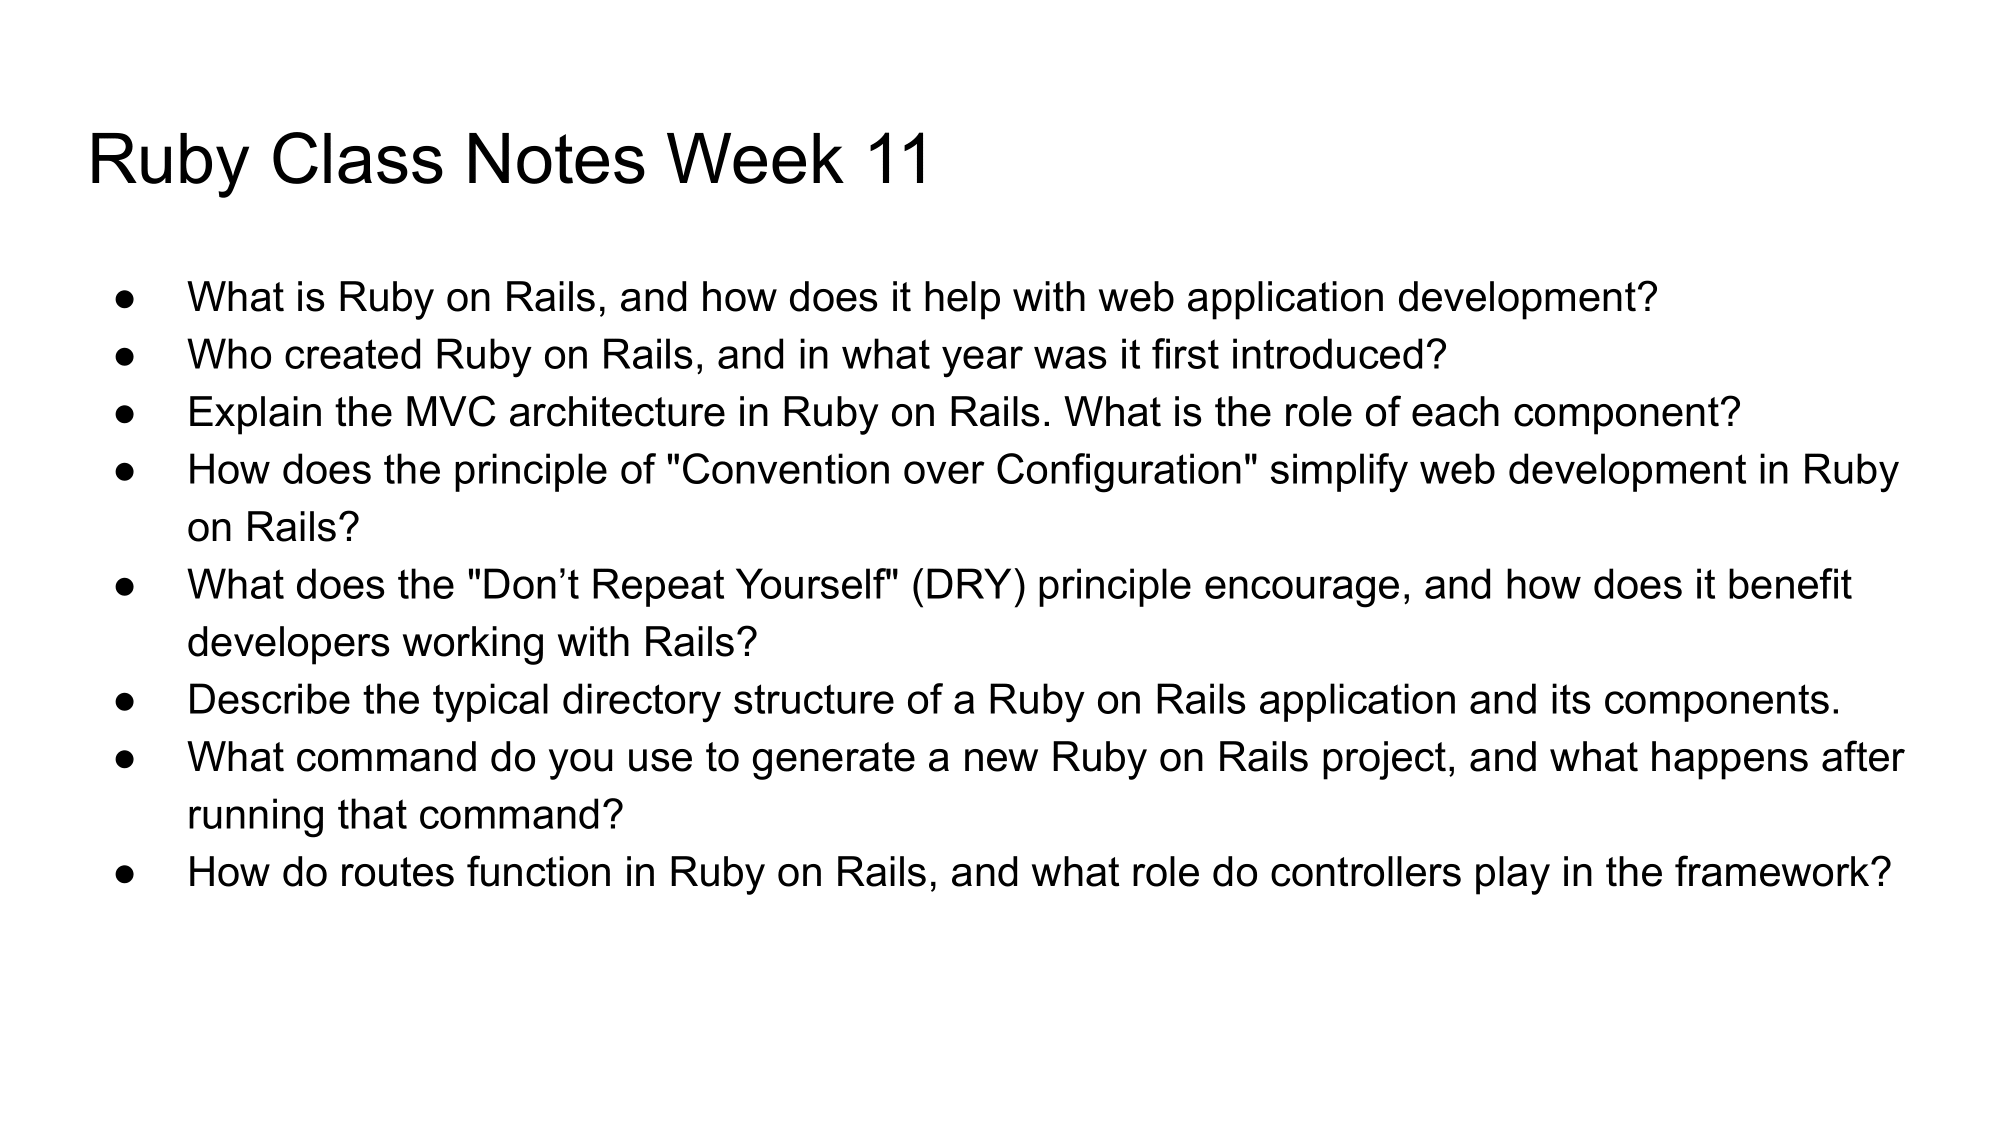 Ruby Class Notes Week 11
● What is Ruby on Rails, and how does it help with web application development?
● Who created Ruby on Rails, and in what year was it first introduced?
● Explain the MVC architecture in Ruby on Rails. What is the role of each component?
● How does the principle of "Convention over Configuration" simplify web development in Ruby
on Rails?
● What does the "Don’t Repeat Yourself" (DRY) principle encourage, and how does it benefit
developers working with Rails?
● Describe the typical directory structure of a Ruby on Rails application and its components.
● What command do you use to generate a new Ruby on Rails project, and what happens after
running that command?
● How do routes function in Ruby on Rails, and what role do controllers play in the framework?